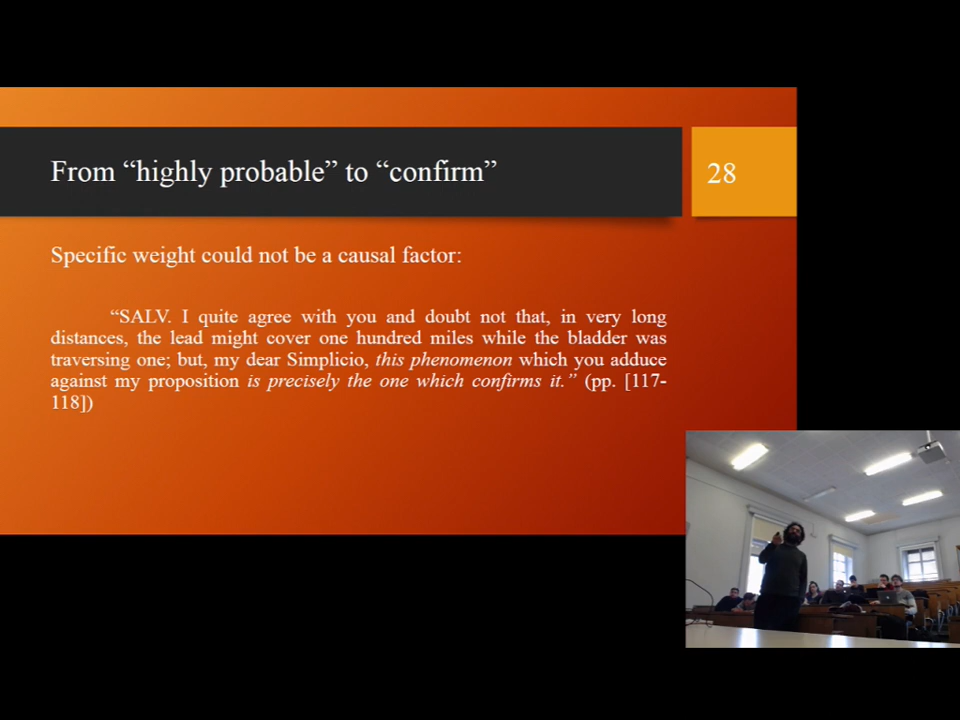 From “highly probable” to “confirm”
28
Specific weight could not be a causal factor:
“SALV. I quite agree with you and doubt not that, in very long
distances, the lead might cover one hundred miles while the bladder was
traversing one; but, my dear Simplicio, this phenomenon which you adduce
against my proposition is precisely the one which confirms it.” (pp. [117-
118])